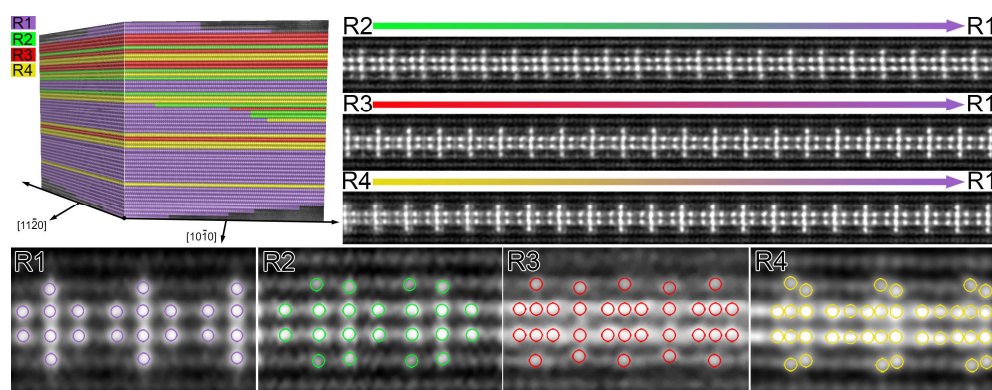 R1
R2
R3
R4
[112̄0]
[101̄0]
R2 R1
R3 R1
R4 R1
R1 R2 R3 R4